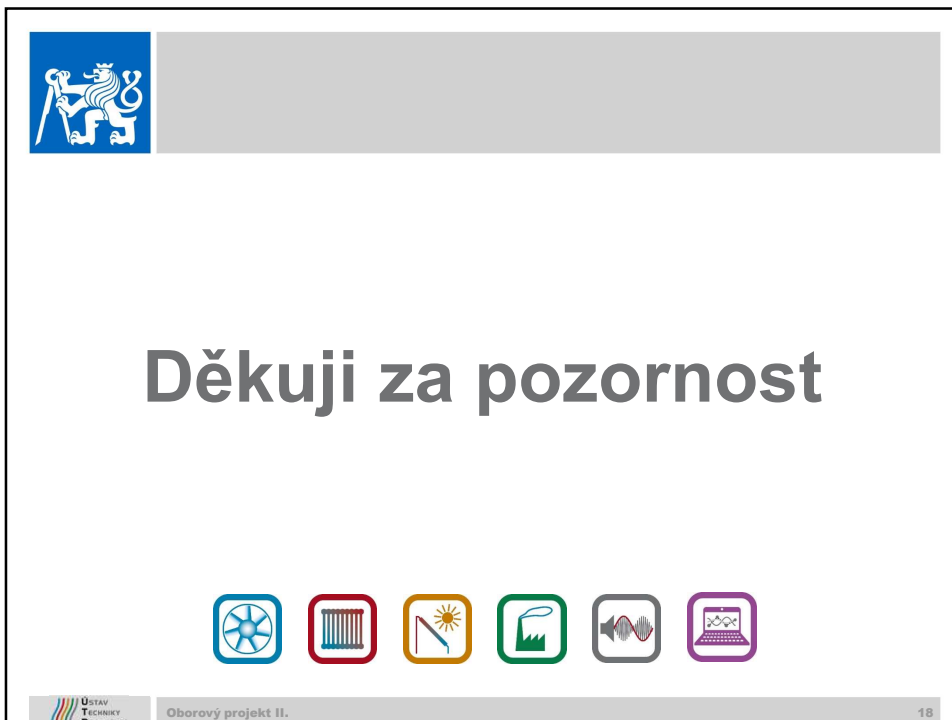 Děkuji za pozornost
ÚSTAV
TECHNIKY
Oborový projekt II.
18